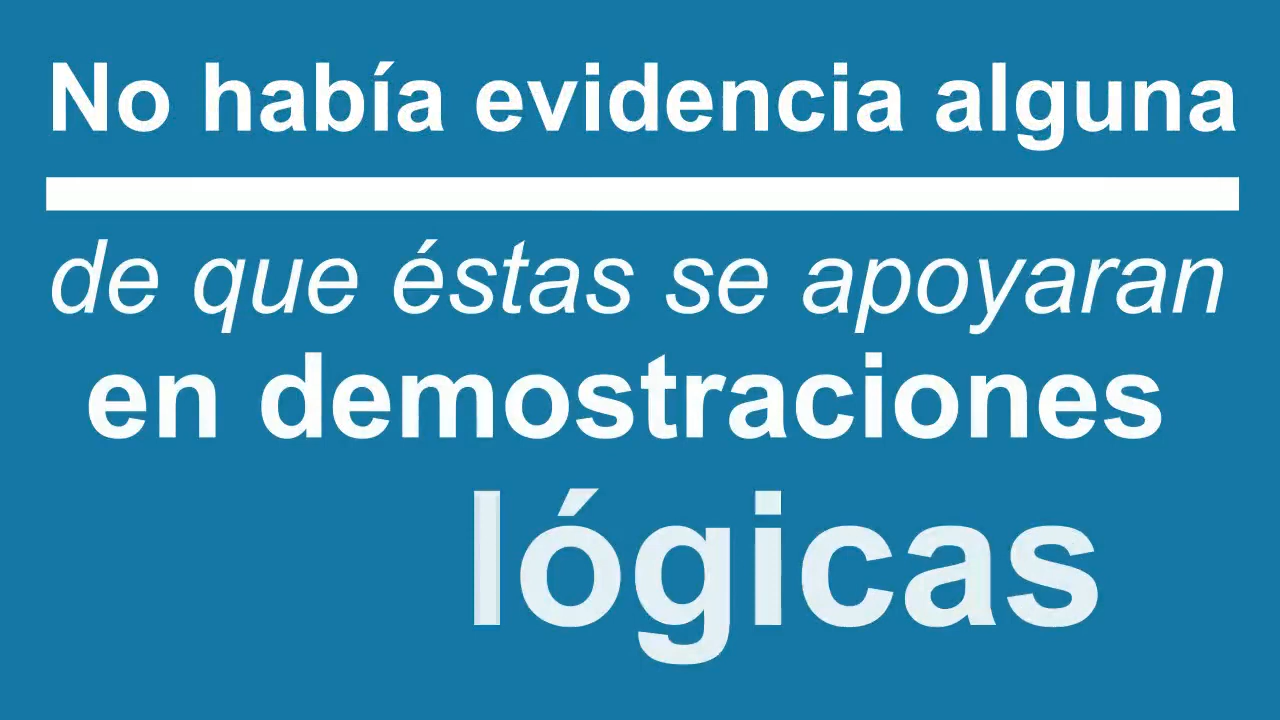 No había evidencia alguna
de que éstas se apoyaran
en demostraciones
lógicas